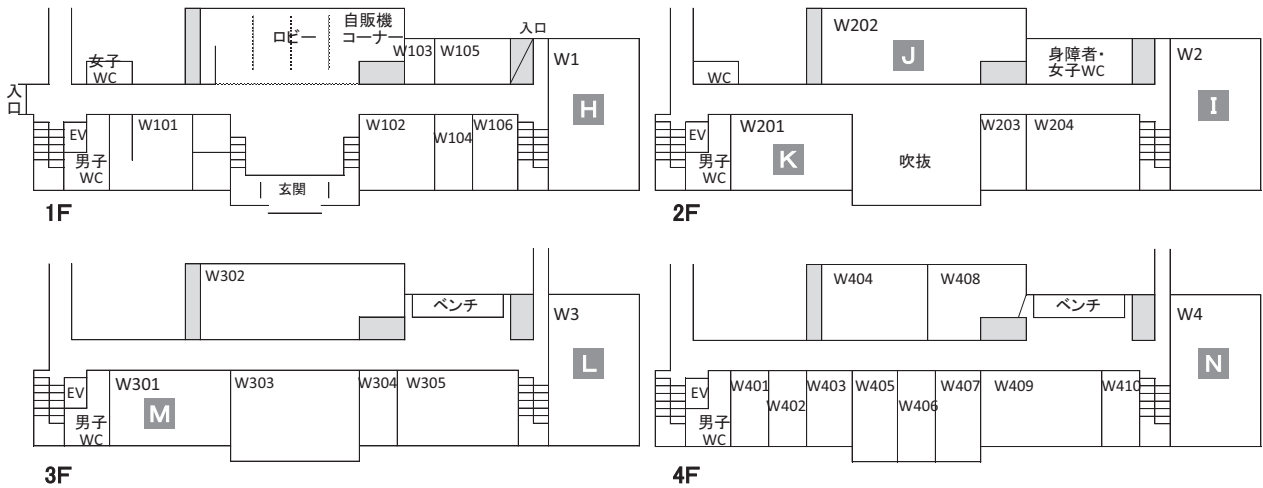 自販機
コーナー
ロビー
入口
W103
W105
W1
女子
WC
H
入
口
EV
W101
W102
W104
W106
男子
WC
玄関
1F
W202
J
身障者・
女子WC
W2
WC
I
EV
W201
W203
W204
K
男子
WC
吹抜
2F
W302
ベンチ
W3
L
EV
W301
W303
W304
W305
M
男子
WC
3F
W404
W408
ベンチ
W4
N
EV
W401
W402
W403
W405
W406
W407
W409
W410
男子
WC
4F